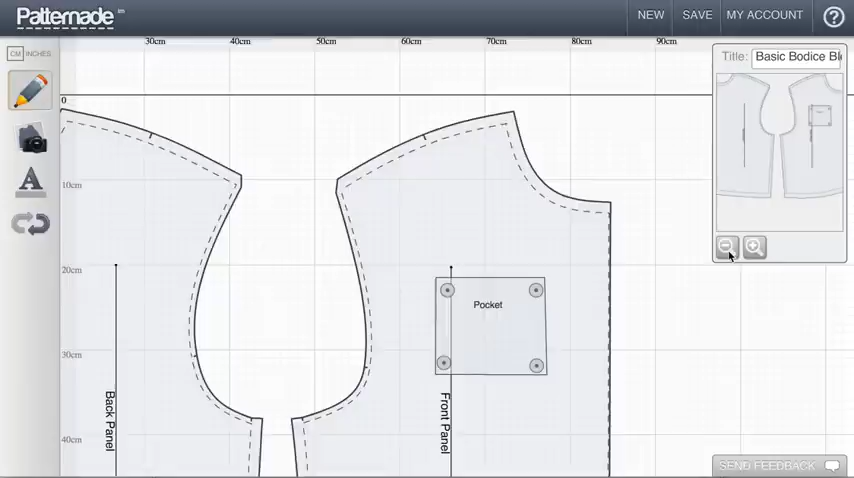 Patternade™
NEW SAVE MY ACCOUNT ?
CM INCHES
30cm 40cm 50cm 60cm 70cm 80cm 90cm
Title: Basic Bodice Bl
0
10cm
20cm
30cm
40cm
A
Pocket
Back Panel
Front Panel
SEND FEEDBACK